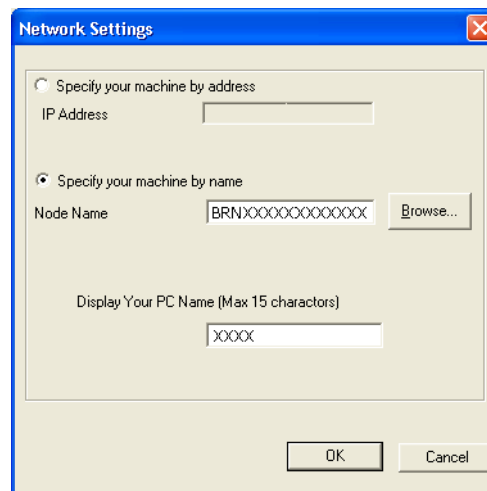 Network Settings
Specify your machine by address
IP Address
Specify your machine by name
Node Name BRNXXXXXXXXXXXX Browse...
Display Your PC Name (Max 15 charactors)
XXXX
OK Cancel